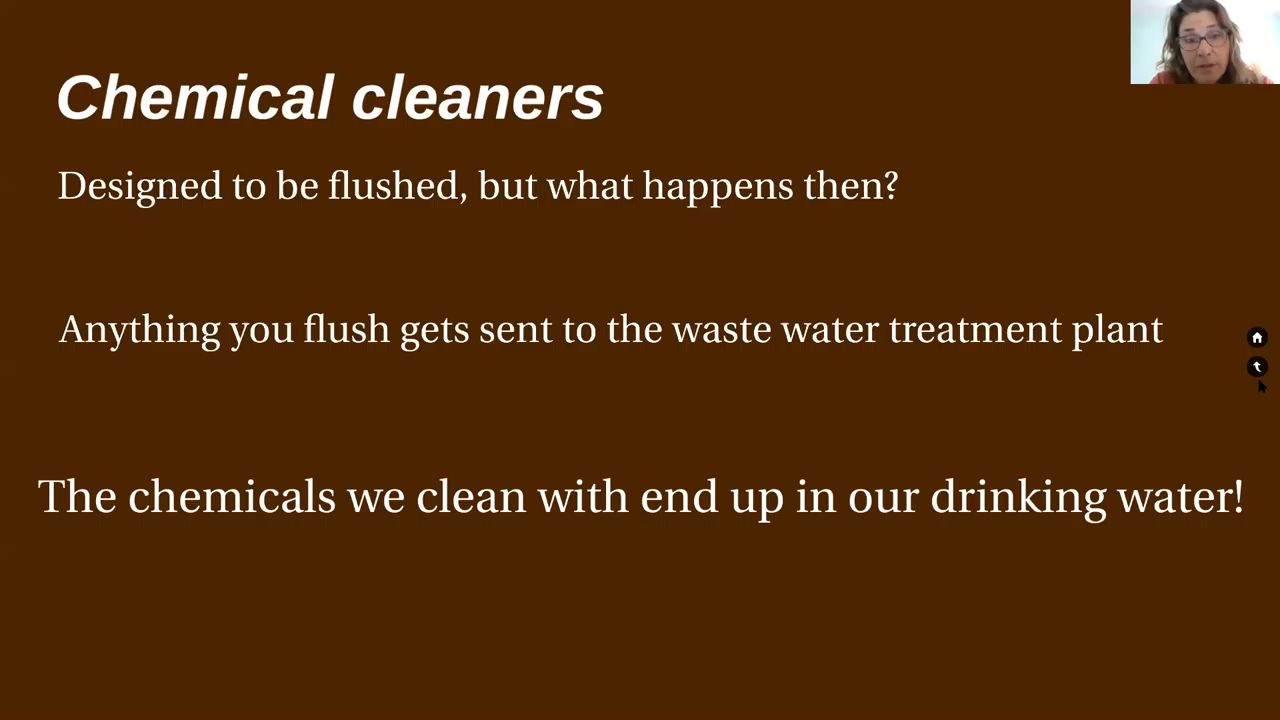 Chemical cleaners
Designed to be flushed, but what happens then?
Anything you flush gets sent to the waste water treatment plant
The chemicals we clean with end up in our drinking water!